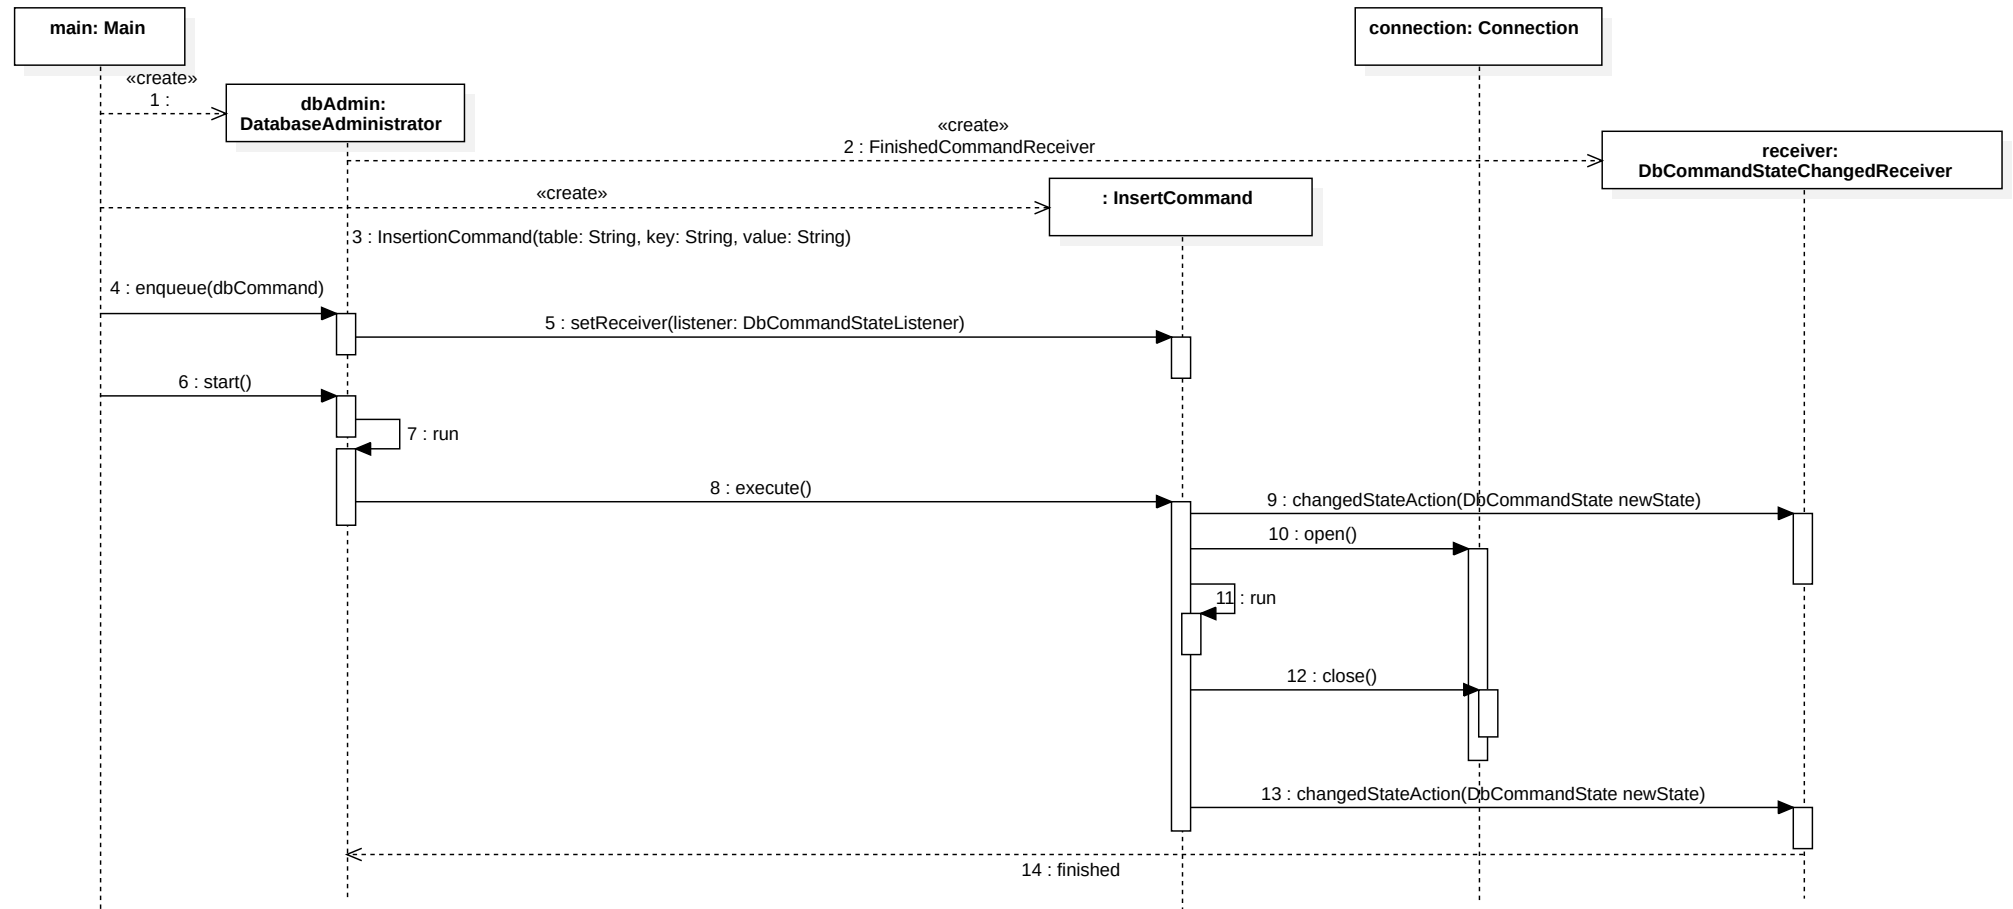 main: Main
connection: Connection
«create»
1 :
dbAdmin:
DatabaseAdministrator
«create»
2 : FinishedCommandReceiver
receiver:
DbCommandStateChangedReceiver
«create»
: InsertCommand
3 : InsertionCommand(table: String, key: String, value: String)
4 : enqueue(dbCommand)
5 : setReceiver(listener: DbCommandStateListener)
6 : start()
7 : run
8 : execute()
9 : changedStateAction(DbCommandState newState)
10 : open()
11 : run
12 : close()
13 : changedStateAction(DbCommandState newState)
14 : finished